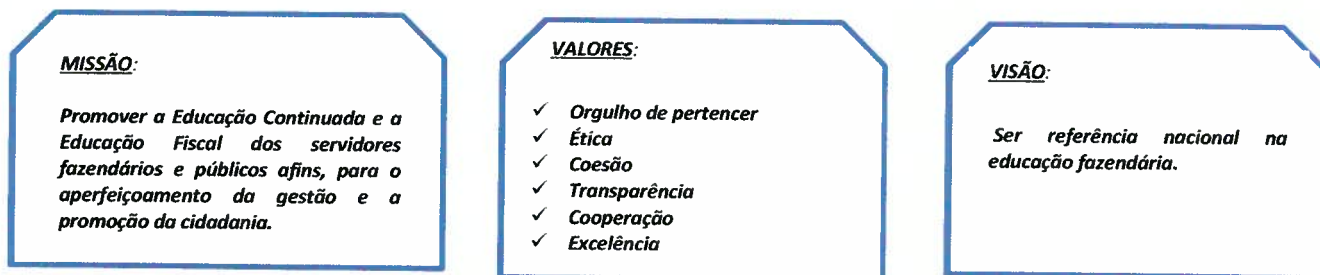 MISSÃO:
Promover a Educação Continuada e a
Educação Fiscal dos servidores
fazendários e públicos afins, para o
aperfeiçoamento da gestão e a
promoção da cidadania.
VALORES:
✓ Orgulho de pertencer
✓ Ética
✓ Coesão
✓ Transparência
✓ Cooperação
✓ Excelência
VISÃO:
Ser referência nacional na
educação fazendária.